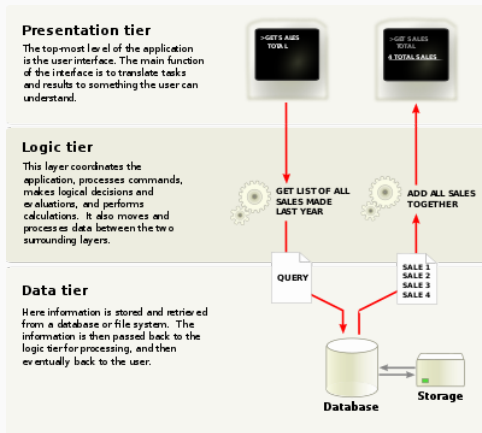 Presentation tier
The top-most level of the application
is the user interface. The main function
of the interface is to translate tasks
and results to something the user can
understand.
>GET SALES
TOTAL
>GET SALES
TOTAL
4 TOTAL SALES
Logic tier
This layer coordinates the
application, processes commands,
makes logical decisions and
evaluations, and performs
calculations. It also moves and
processes data between the two
surrounding layers.
GET LIST OF ALL
SALES MADE
LAST YEAR
ADD ALL SALES
TOGETHER
QUERY
SALE 1
SALE 2
SALE 3
SALE 4
Data tier
Here information is stored and retrieved
from a database or file system. The
information is then passed back to the
logic tier for processing, and then
eventually back to the user.
Database
Storage